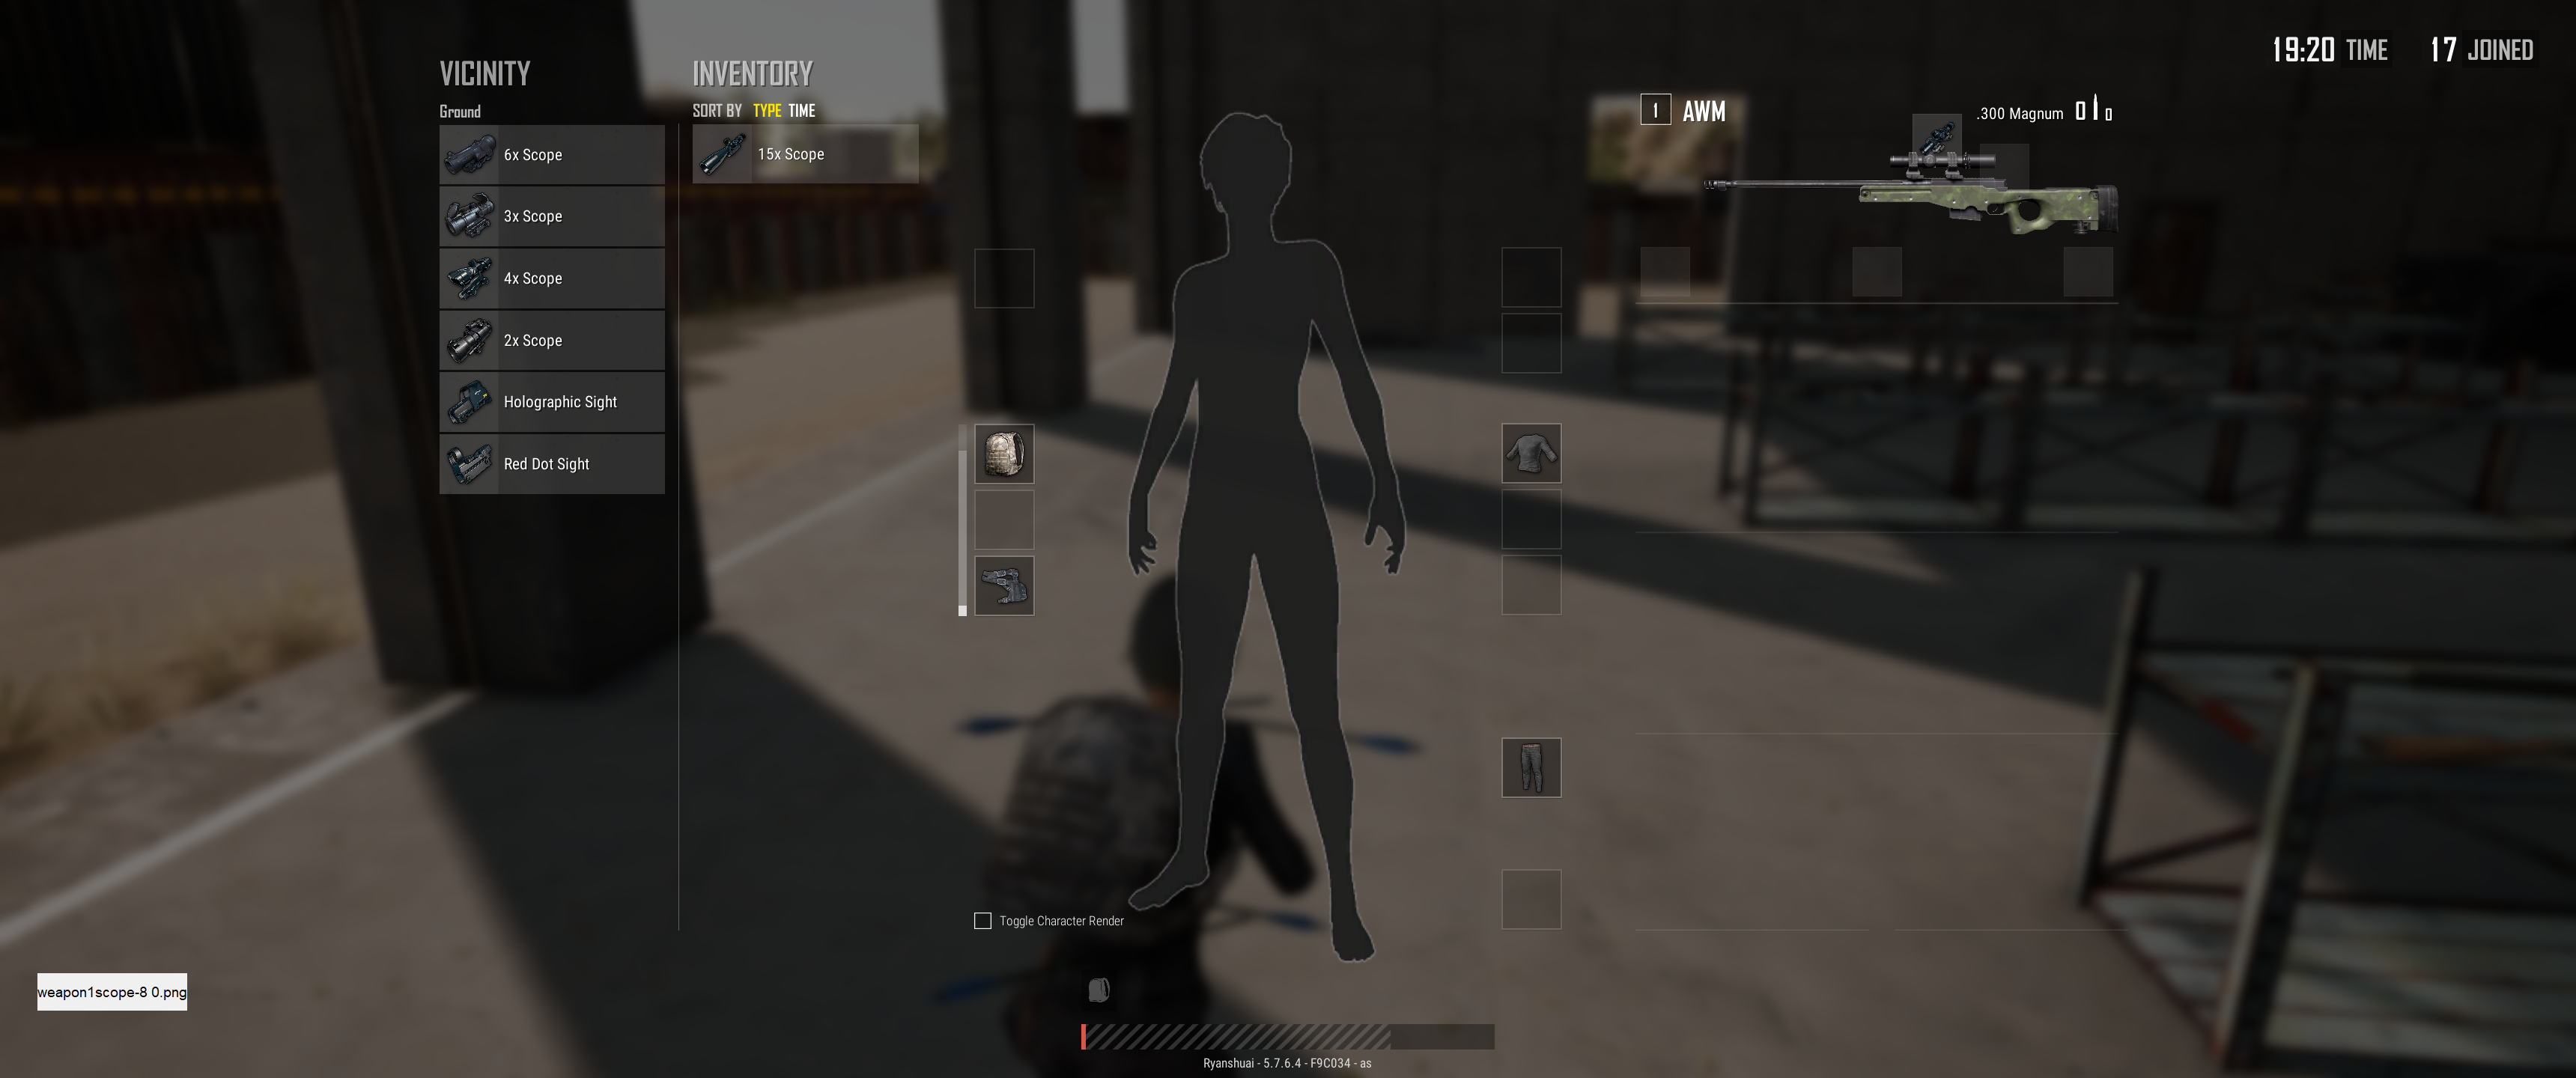 19:20 TIME 17 JOINED
VICINITY
Ground
6x Scope
3x Scope
4x Scope
2x Scope
Holographic Sight
Red Dot Sight
INVENTORY
SORT BY TYPE TIME
15x Scope
1 AWM .300 Magnum 0 0
Toggle Character Render
weapon1scope-8 0.png
Ryanshuai - 5.7.6.4 - F9C034 - as